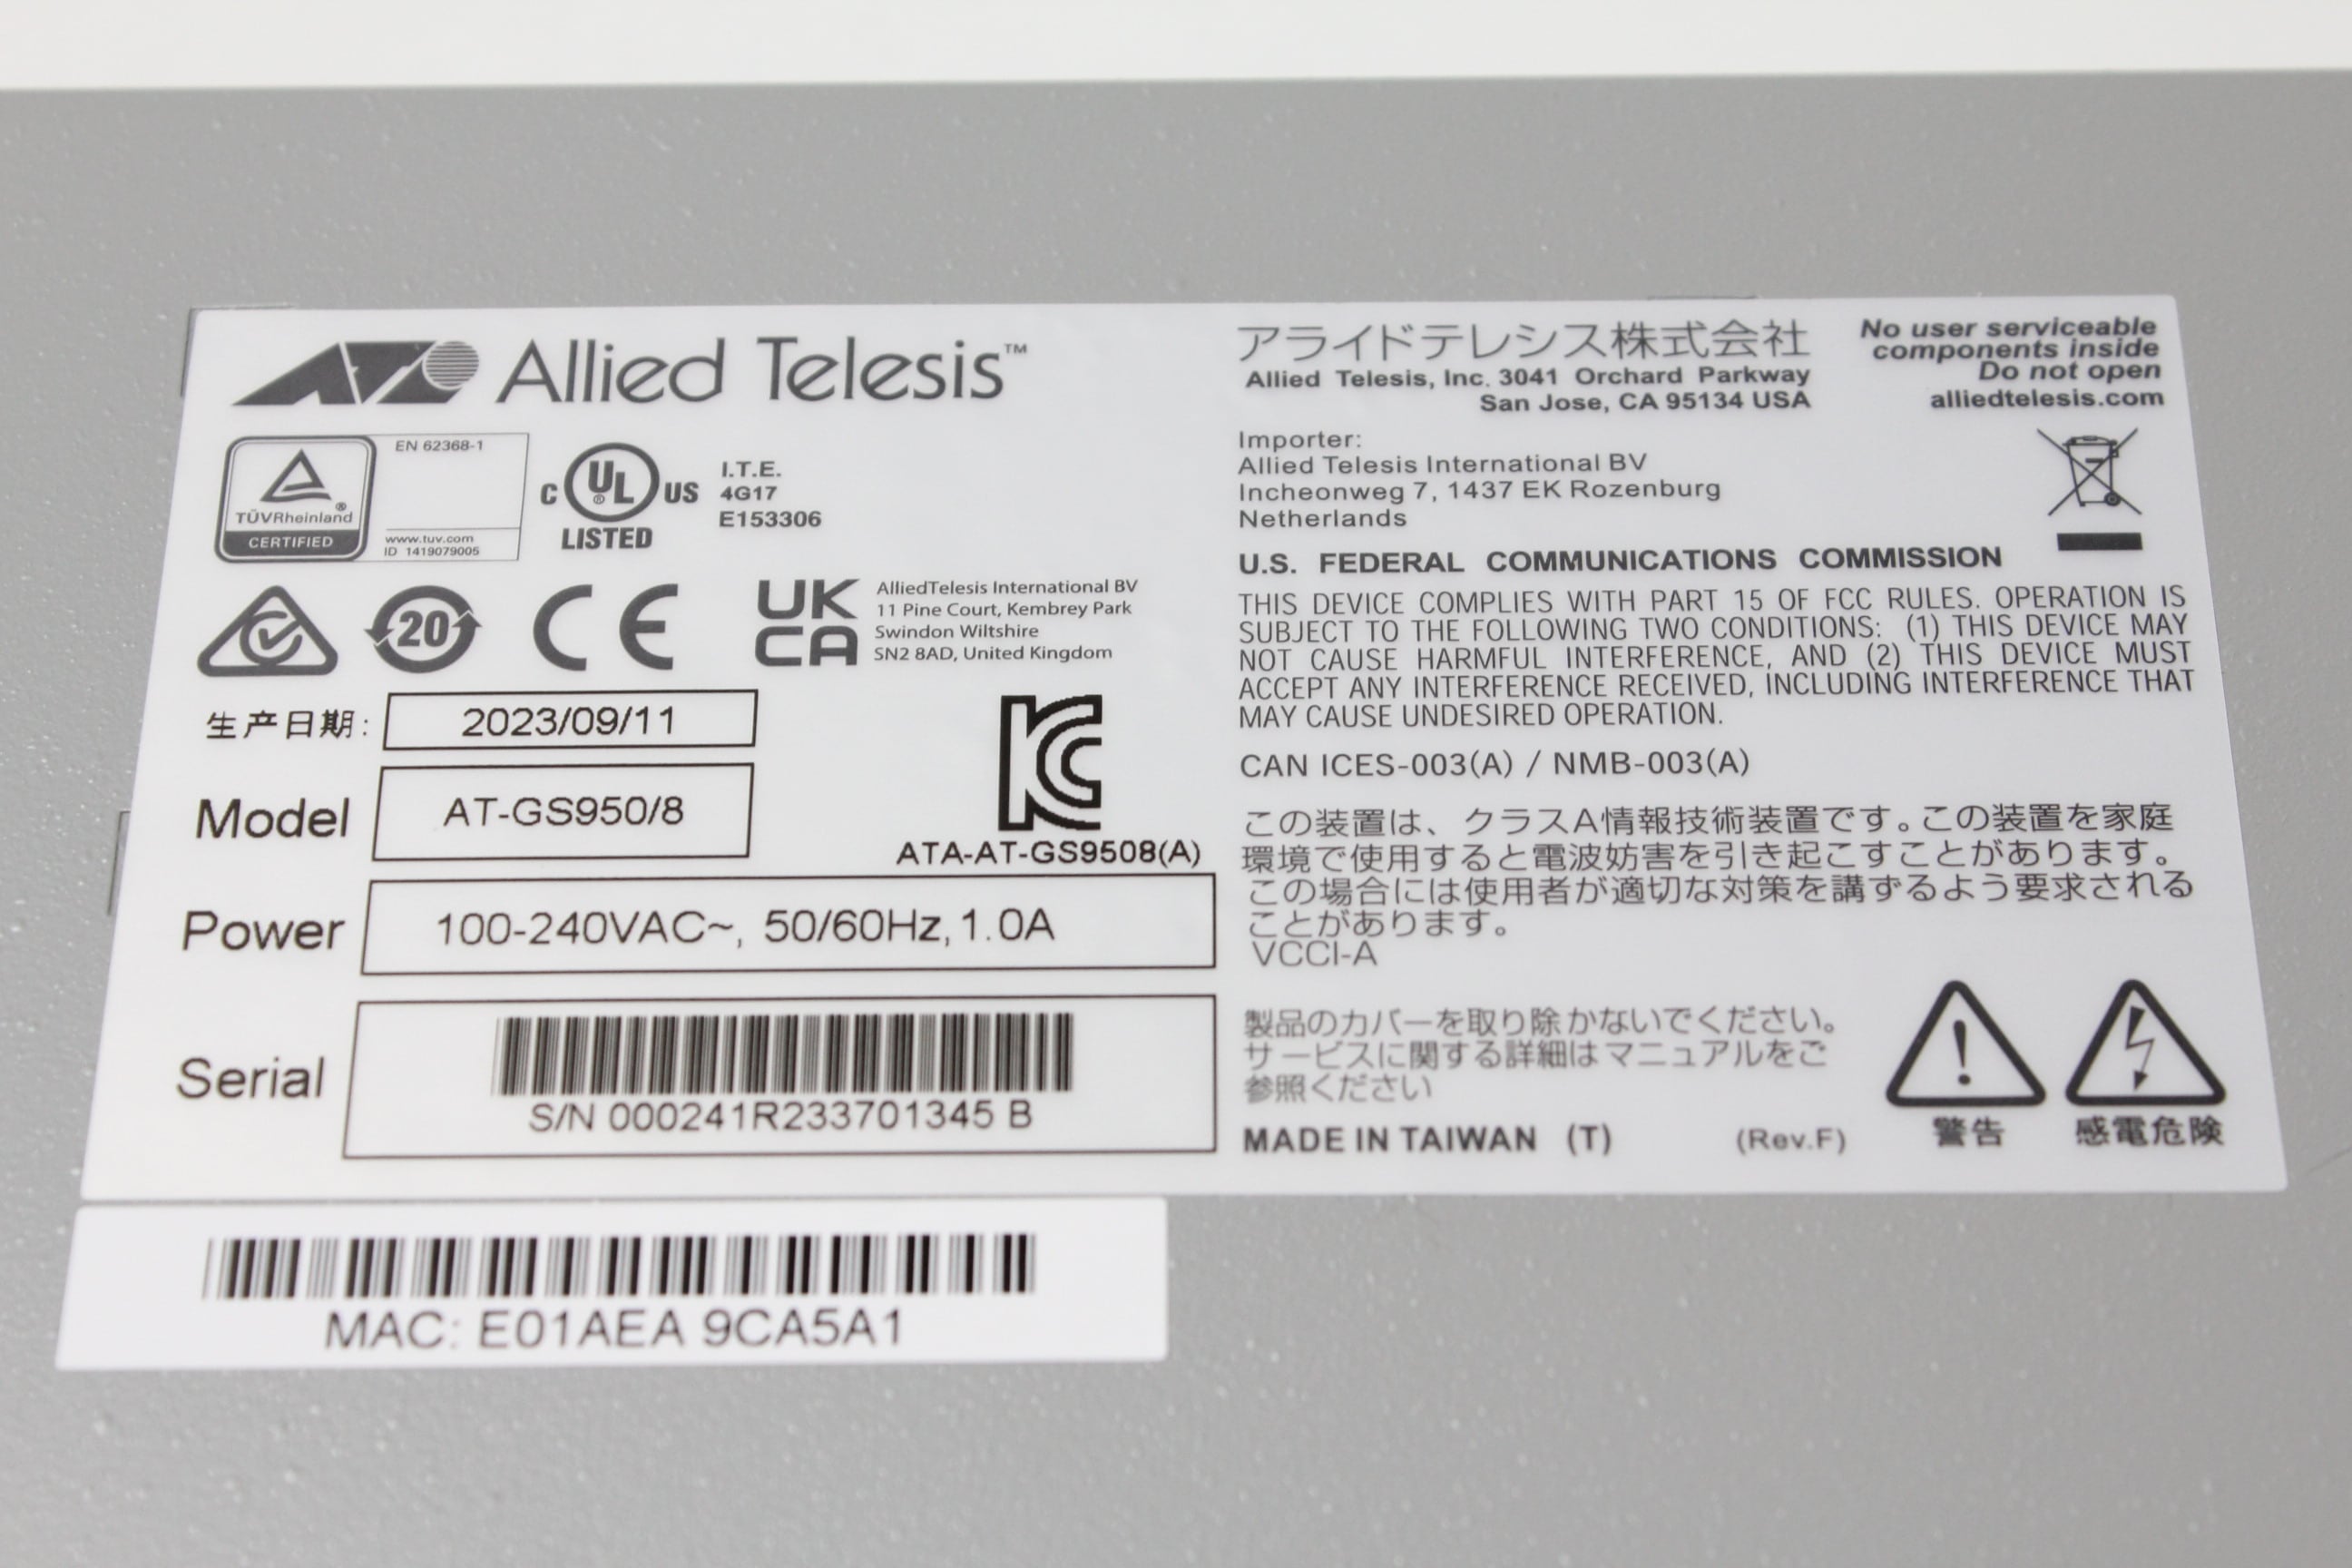 Allied Telesis™
EN 62368-1
TÜVRheinland®
CERTIFIED
www.tuv.com
ID 1419079005
C UL® US
LISTED
I.T.E.
4G17
E153306
20
CE
UK
CA
AlliedTelesis International BV
11 Pine Court, Kembrey Park
Swindon Wiltshire
SN2 8AD, United Kingdom
生产日期: 2023/09/11
Model AT-GS950/8
ATA-AT-GS9508(A)
Power 100-240VAC~, 50/60Hz, 1.0A
Serial
S/N 000241R233701345 B
MAC: E01AEA 9CA5A1
アライドテレシス株式会社
Allied Telesis, Inc. 3041 Orchard Parkway
San Jose, CA 95134 USA
No user serviceable
components inside
Do not open
alliedtelesis.com
Importer:
Allied Telesis International BV
Incheonweg 7, 1437 EK Rozenburg
Netherlands
U.S. FEDERAL COMMUNICATIONS COMMISSION
THIS DEVICE COMPLIES WITH PART 15 OF FCC RULES. OPERATION IS
SUBJECT TO THE FOLLOWING TWO CONDITIONS: (1) THIS DEVICE MAY
NOT CAUSE HARMFUL INTERFERENCE, AND (2) THIS DEVICE MUST
ACCEPT ANY INTERFERENCE RECEIVED, INCLUDING INTERFERENCE THAT
MAY CAUSE UNDESIRED OPERATION.
CAN ICES-003(A) / NMB-003(A)
この装置は、クラスA情報技術装置です。この装置を家庭
環境で使用すると電波妨害を引き起こすことがあります。
この場合には使用者が適切な対策を講ずるよう要求される
ことがあります。
VCCI-A
製品のカバーを取り除かないでください。
サービスに関する詳細はマニュアルをご
参照ください
MADE IN TAIWAN (T) (Rev.F)
警告
感電危険